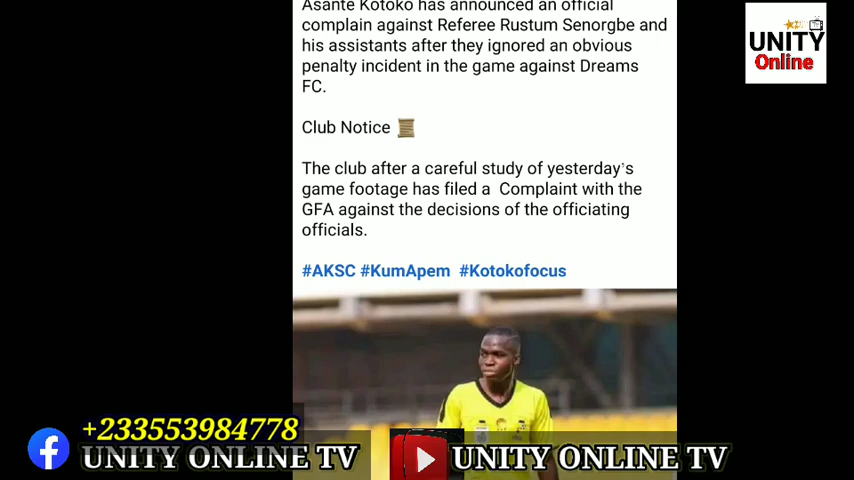 Asante Kotoko has announced an official
complain against Referee Rustum Senorgbe and
his assistants after they ignored an obvious
penalty incident in the game against Dreams
FC.
Club Notice
The club after a careful study of yesterday's
game footage has filed a Complaint with the
GFA against the decisions of the officiating
officials.
#AKSC #KumApem #Kotokofocus
UNITY
Online
+233553984778
UNITY ONLINE TV
UNITY ONLINE TV